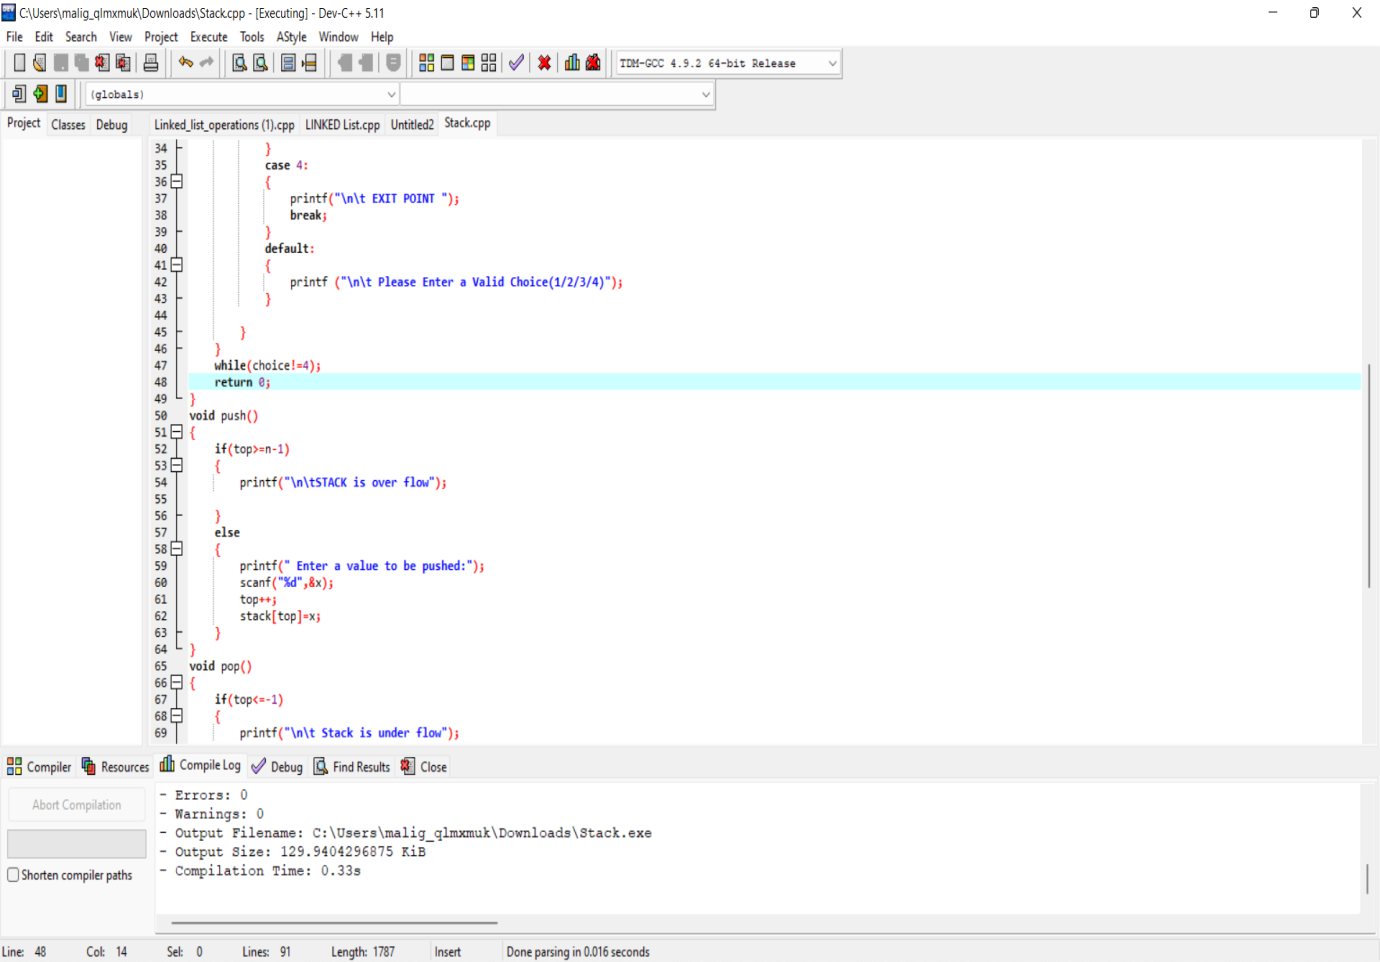 C:\Users\malig_qlmxmuk\Downloads\Stack.cpp - [Executing] - Dev-C++ 5.11
File Edit Search View Project Execute Tools AStyle Window Help
TDM-GCC 4.9.2 64-bit Release
(globals)
Project Classes Debug Linked_list_operations (1).cpp LINKED List.cpp Untitled2 Stack.cpp
34 }
35 case 4:
36 {
37 printf("\n\t EXIT POINT ");
38 break;
39 }
40 default:
41 {
42 printf ("\n\t Please Enter a Valid Choice(1/2/3/4)");
43 }
44
45 }
46 }
47 while(choice!=4);
48 return 0;
49 }
50 void push()
51 {
52 if(top>=n-1)
53 {
54 printf("\n\tSTACK is over flow");
55
56 }
57 else
58 {
59 printf(" Enter a value to be pushed:");
60 scanf("%d",&x);
61 top++;
62 stack[top]=x;
63 }
64 }
65 void pop()
66 {
67 if(top<=-1)
68 {
69 printf("\n\t Stack is under flow");
Compiler Resources Compile Log Debug Find Results Close
Abort Compilation
Shorten compiler paths
- Errors: 0
- Warnings: 0
- Output Filename: C:\Users\malig_qlmxmuk\Downloads\Stack.exe
- Output Size: 129.9404296875 KiB
- Compilation Time: 0.33s
Line: 48 Col: 14 Sel: 0 Lines: 91 Length: 1787 Insert Done parsing in 0.016 seconds